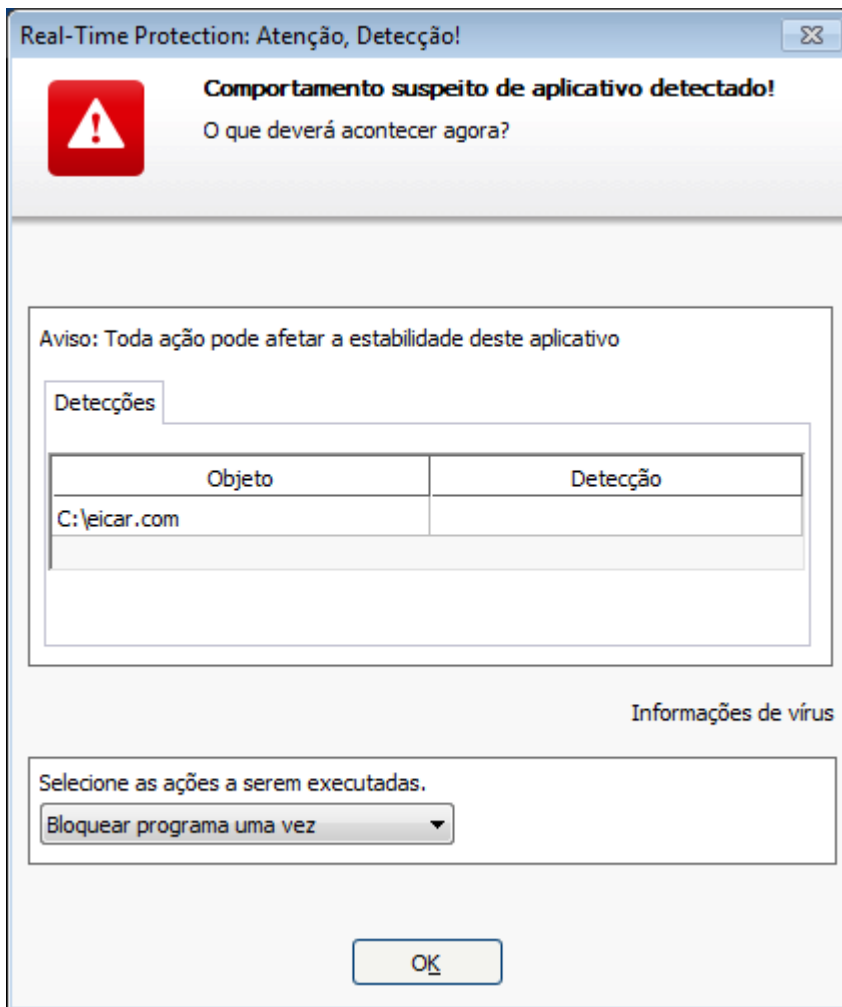 Real-Time Protection: Atenção, Detecção!
Comportamento suspeito de aplicativo detectado!
O que deverá acontecer agora?
Aviso: Toda ação pode afetar a estabilidade deste aplicativo
Detecções
Objeto Detecção
C:\eicar.com
Informações de vírus
Selecione as ações a serem executadas.
Bloquear programa uma vez
OK